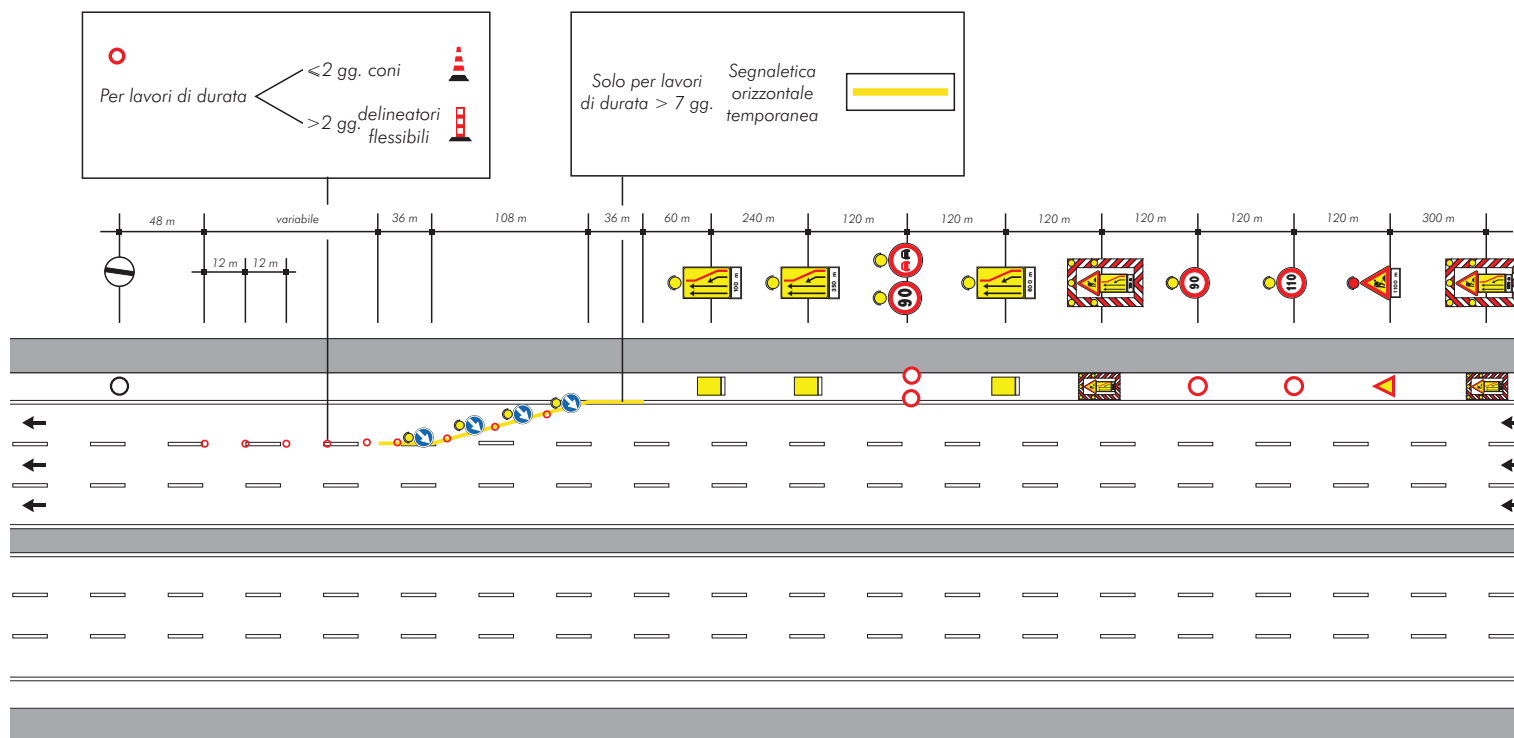 Per lavori di durata
⩽2 gg. coni
>2 gg.
delineatori
flessibili
Solo per lavori
di durata > 7 gg.
Segnaletica
orizzontale
temporanea
48 m
variabile
36 m
108 m
36 m
60 m
240 m
120 m
120 m
120 m
120 m
120 m
120 m
300 m
12 m
12 m
100 m
350 m
90
600 m
90
110
1100 m